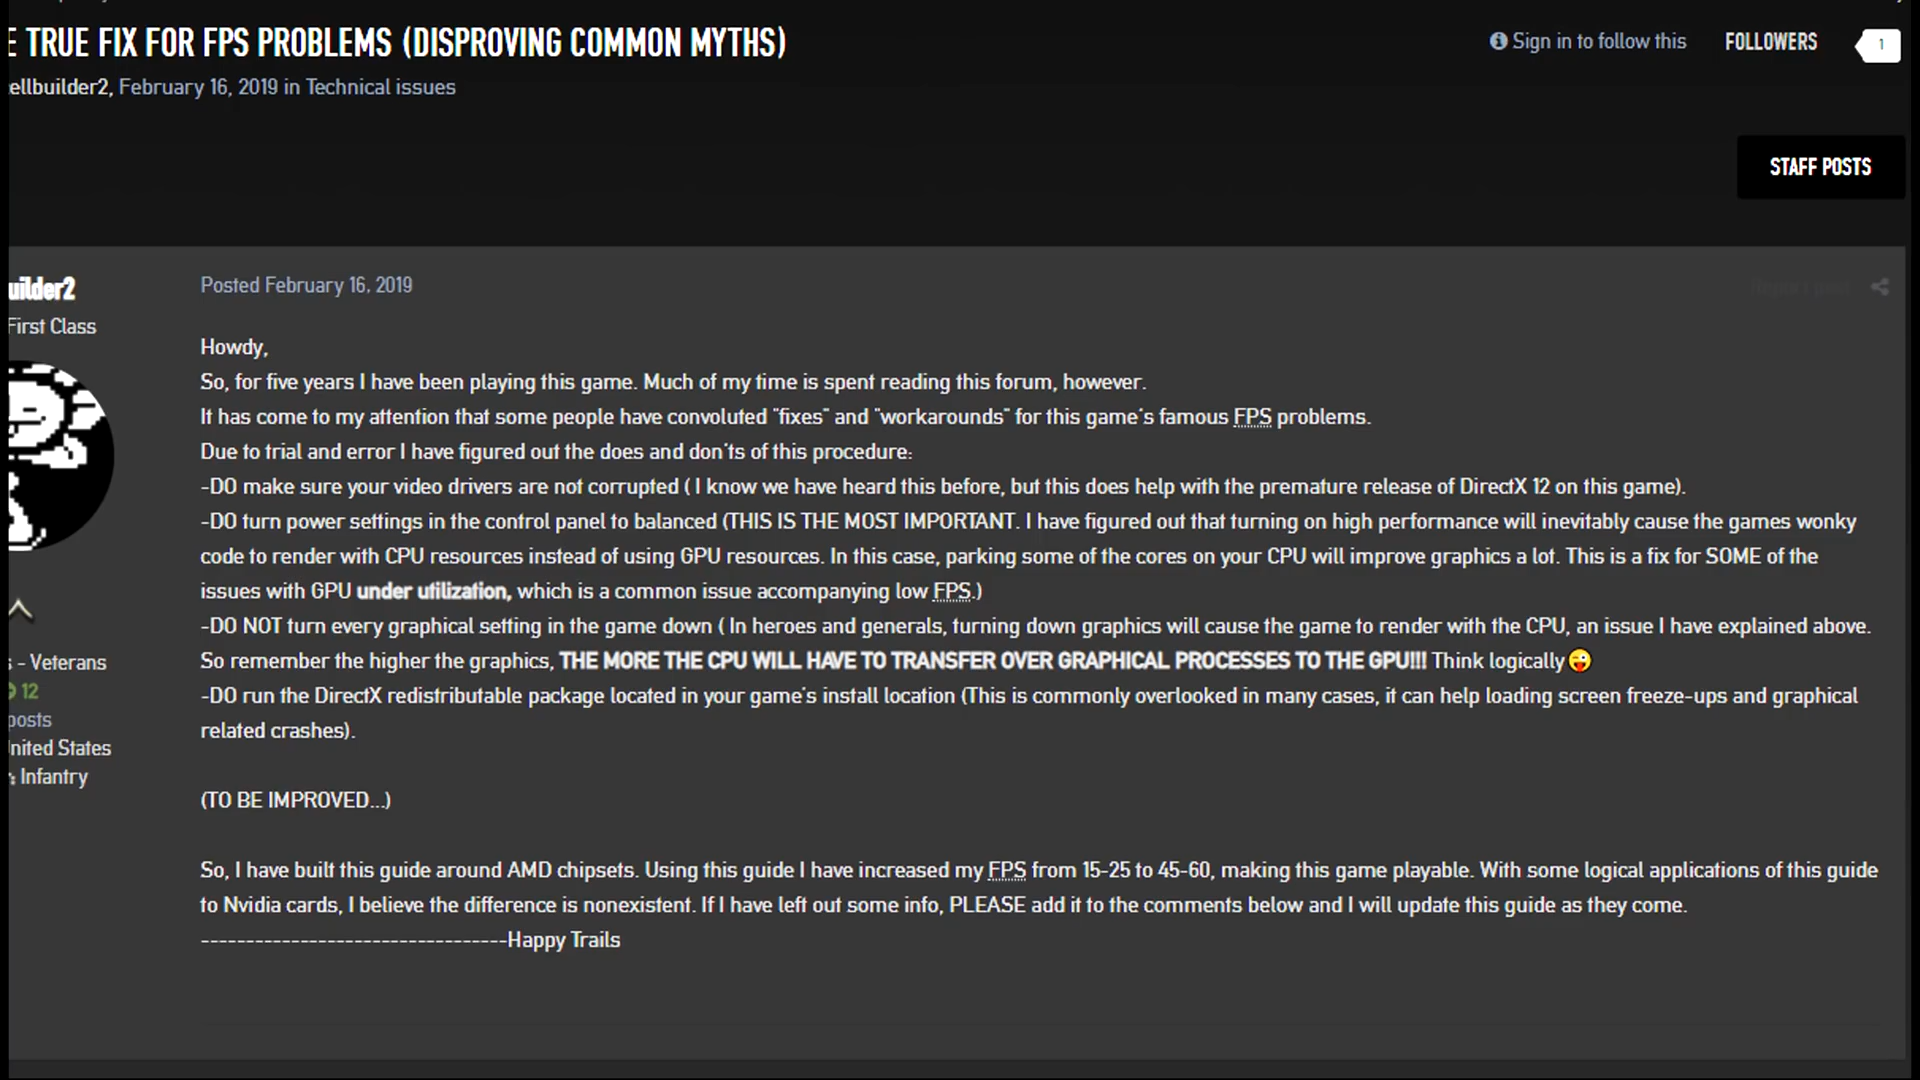 E TRUE FIX FOR FPS PROBLEMS (DISPROVING COMMON MYTHS)
Sign in to follow this
FOLLOWERS
1
ellbuilder2, February 16, 2019 in Technical issues
STAFF POSTS
uilder2
First Class
s - Veterans
12
posts
United States
: Infantry
Posted February 16, 2019
Report post
Howdy,
So, for five years I have been playing this game. Much of my time is spent reading this forum, however.
It has come to my attention that some people have convoluted "fixes" and "workarounds" for this game's famous FPS problems.
Due to trial and error I have figured out the does and don'ts of this procedure:
-DO make sure your video drivers are not corrupted ( I know we have heard this before, but this does help with the premature release of DirectX 12 on this game).
-DO turn power settings in the control panel to balanced (THIS IS THE MOST IMPORTANT. I have figured out that turning on high performance will inevitably cause the games wonky
code to render with CPU resources instead of using GPU resources. In this case, parking some of the cores on your CPU will improve graphics a lot. This is a fix for SOME of the
issues with GPU under utilization, which is a common issue accompanying low FPS.)
-DO NOT turn every graphical setting in the game down ( In heroes and generals, turning down graphics will cause the game to render with the CPU, an issue I have explained above.
So remember the higher the graphics, THE MORE THE CPU WILL HAVE TO TRANSFER OVER GRAPHICAL PROCESSES TO THE GPU!!! Think logically😜
-DO run the DirectX redistributable package located in your game's install location (This is commonly overlooked in many cases, it can help loading screen freeze-ups and graphical
related crashes).
(TO BE IMPROVED...)
So, I have built this guide around AMD chipsets. Using this guide I have increased my FPS from 15-25 to 45-60, making this game playable. With some logical applications of this guide
to Nvidia cards, I believe the difference is nonexistent. If I have left out some info, PLEASE add it to the comments below and I will update this guide as they come.
----------------------------------Happy Trails